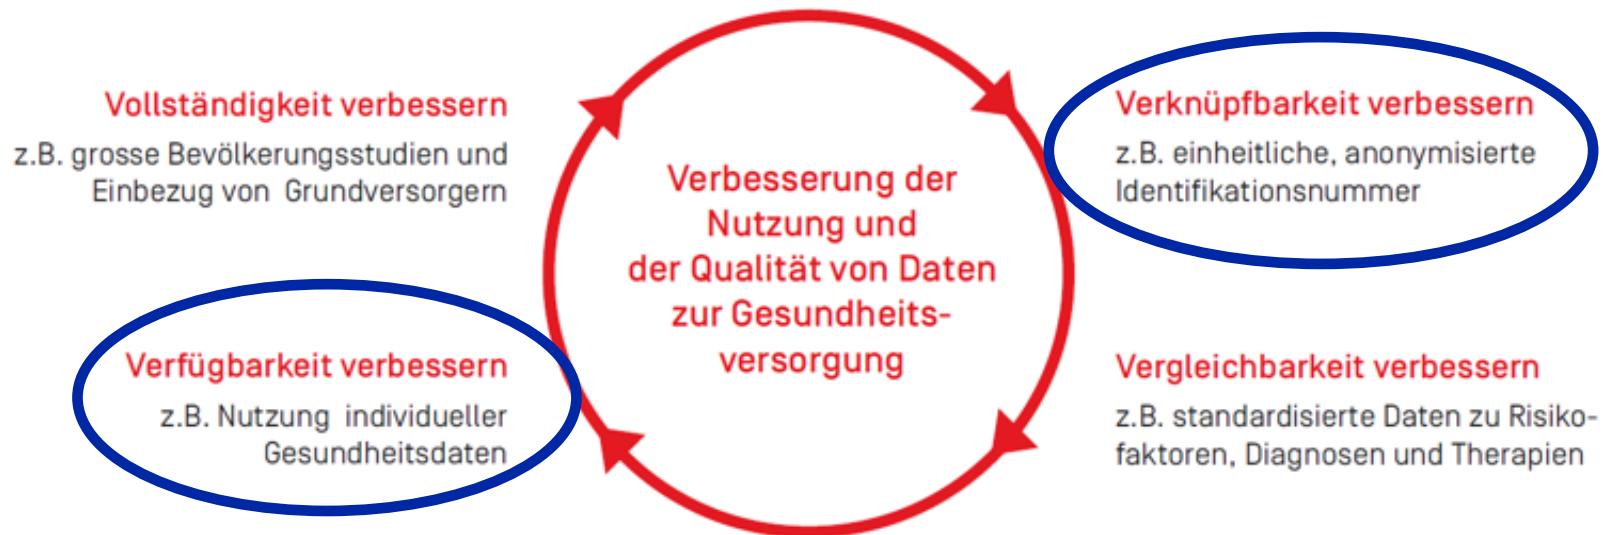 Vollständigkeit verbessern
z.B. grosse Bevölkerungsstudien und
Einbezug von Grundversorgern
Verknüpfbarkeit verbessern
z.B. einheitliche, anonymisierte
Identifikationsnummer
Verbesserung der
Nutzung und
der Qualität von Daten
zur Gesundheits-
versorgung
Verfügbarkeit verbessern
z.B. Nutzung individueller
Gesundheitsdaten
Vergleichbarkeit verbessern
z.B. standardisierte Daten zu Risiko-
faktoren, Diagnosen und Therapien